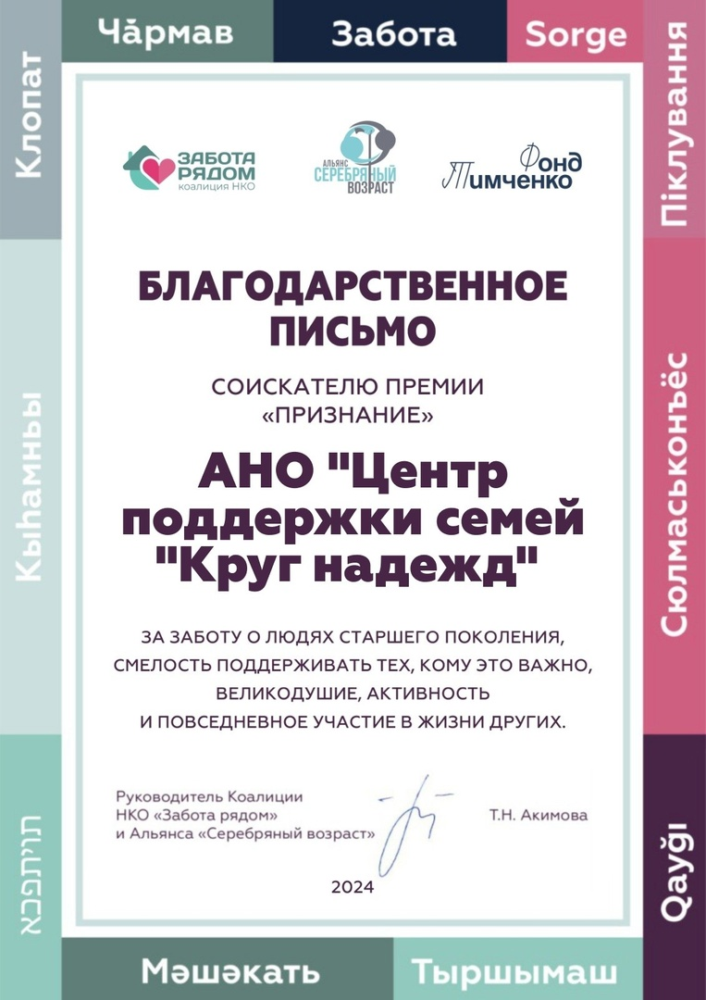 Чӑрмав
Забота
Sorge
Клопат
Піклування
ЗАБОТА
РЯДОМ
КОАЛИЦИЯ НКО
АЛЬЯНС
СЕРЕБРЯНЫЙ
ВОЗРАСТ
Фонд
Тимченко
БЛАГОДАРСТВЕННОЕ
ПИСЬМО
СОИСКАТЕЛЮ ПРЕМИИ
«ПРИЗНАНИЕ»
АНО "Центр
поддержки семей
"Круг надежд"
Кыһамньы
Сюлмаськонъёс
ЗА ЗАБОТУ О ЛЮДЯХ СТАРШЕГО ПОКОЛЕНИЯ,
СМЕЛОСТЬ ПОДДЕРЖИВАТЬ ТЕХ, КОМУ ЭТО ВАЖНО,
ВЕЛИКОДУШИЕ, АКТИВНОСТЬ
И ПОВСЕДНЕВНОЕ УЧАСТИЕ В ЖИЗНИ ДРУГИХ.
Руководитель Коалиции
НКО «Забота рядом»
и Альянса «Серебряный возраст»
Т.Н. Акимова
2024
Qayğı
Мәшәкать
Тыршымаш